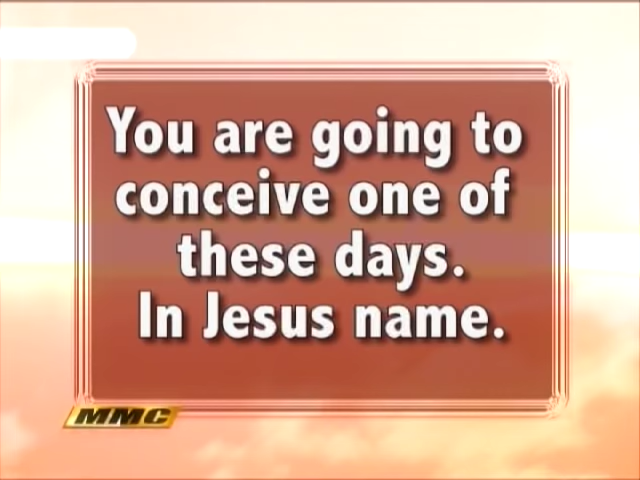 You are going to
conceive one of
these days.
In Jesus name.
MMC